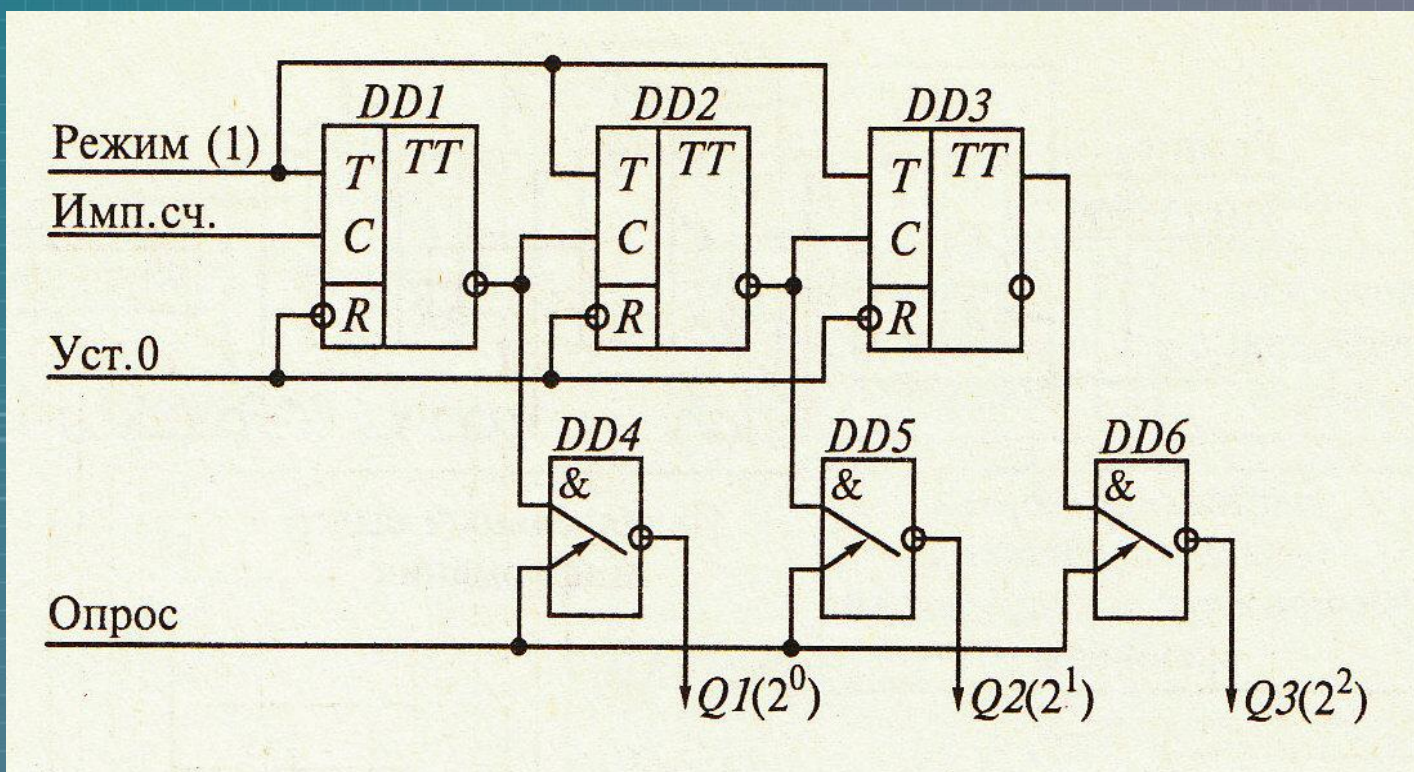 DD1 DD2 DD3
Режим (1) T TT T TT T TT
Имп.сч. C C C
R R R
Уст.0
DD4 DD5 DD6
& & &
Опрос
Q1(2⁰) Q2(2¹) Q3(2²)